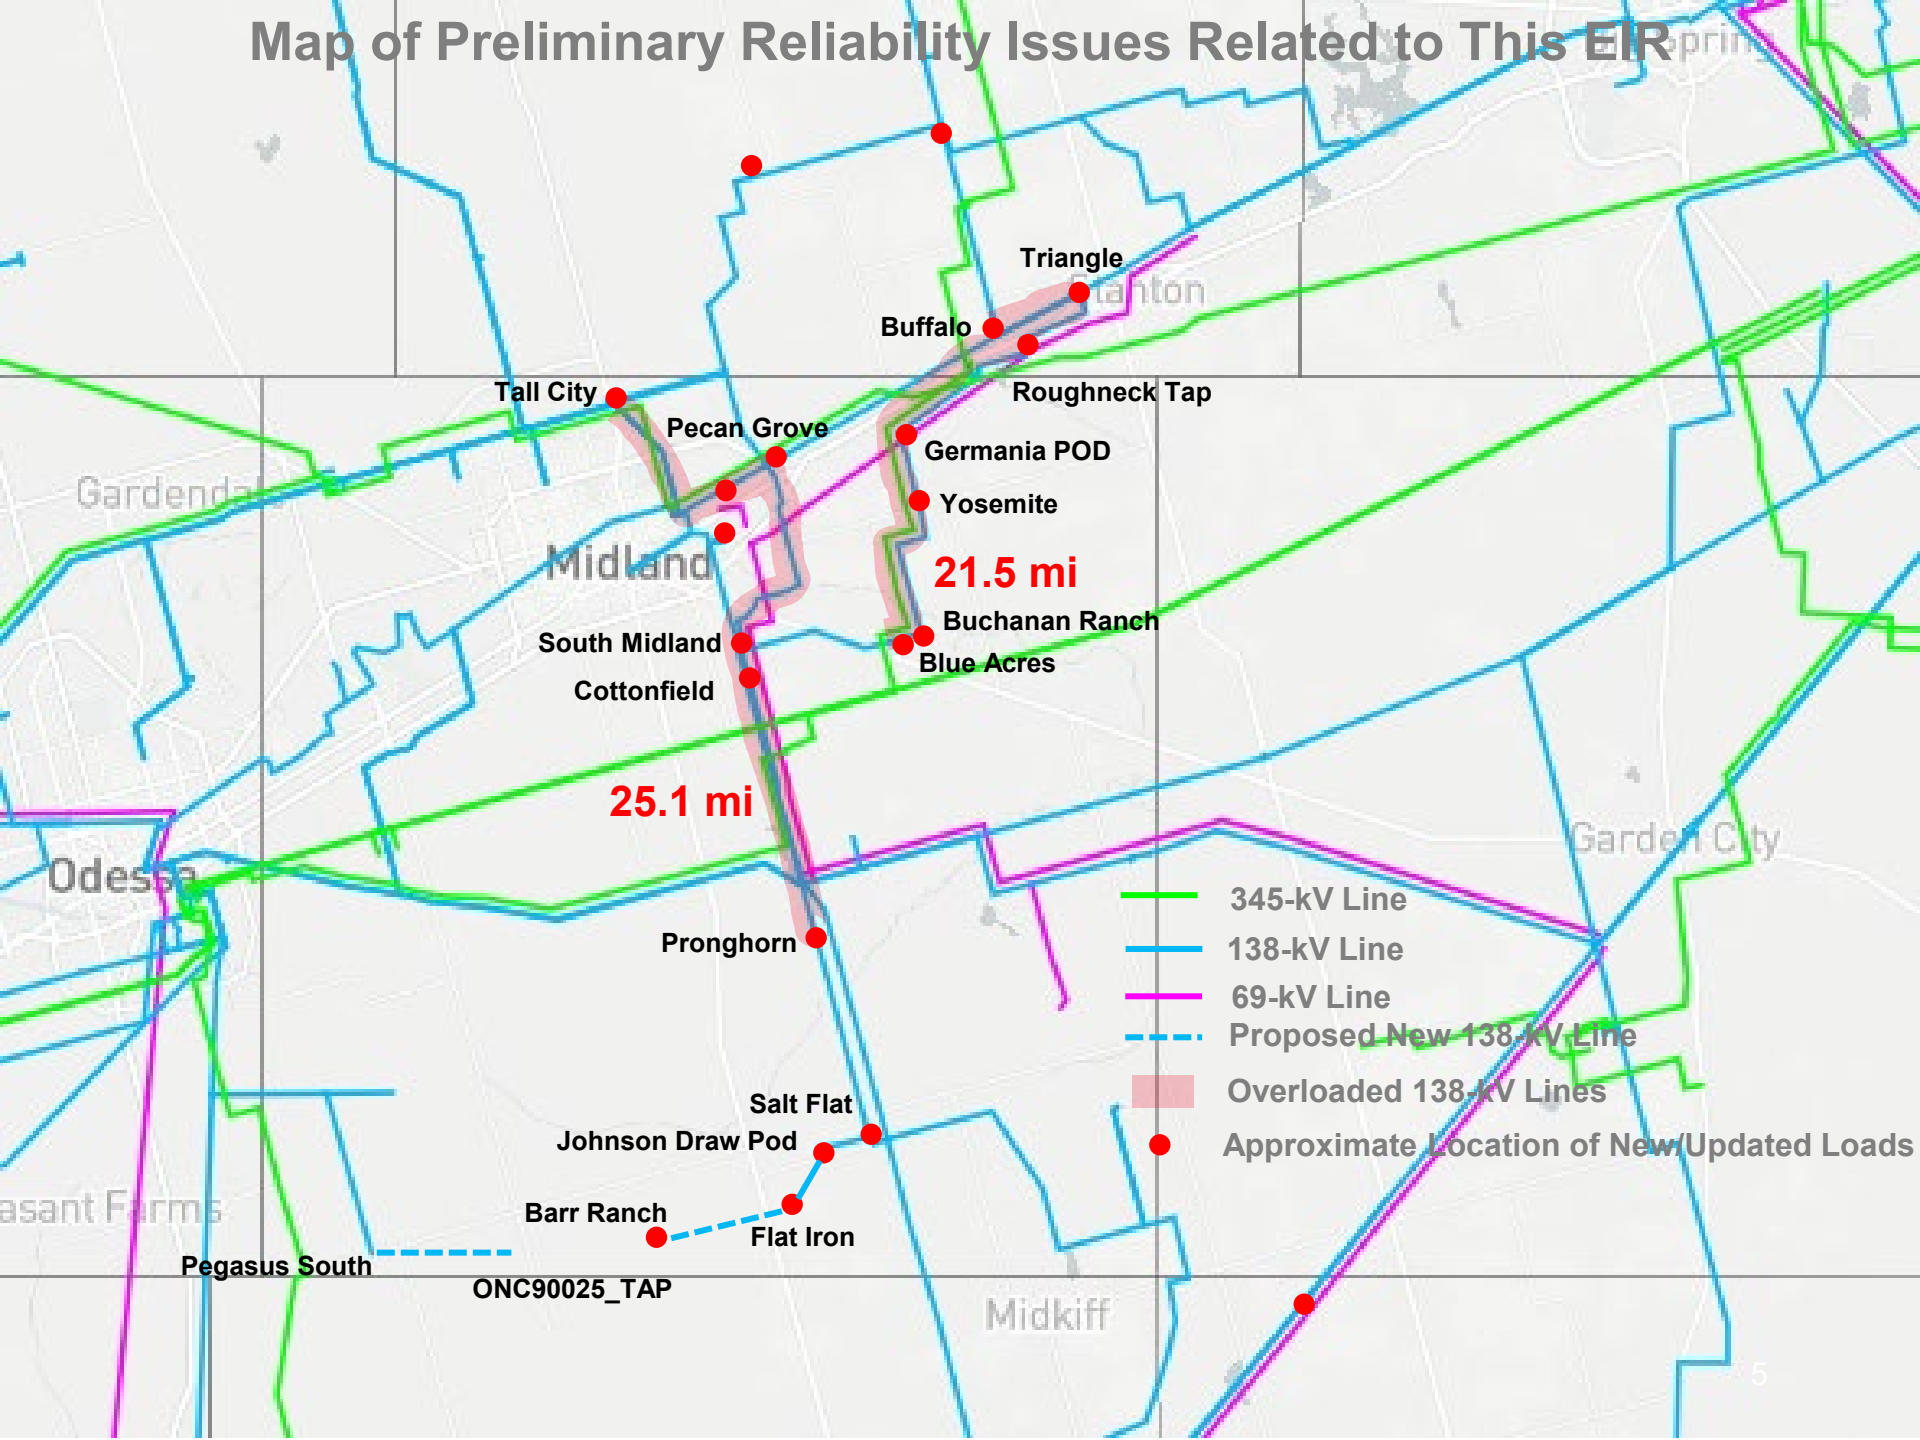 Map of Preliminary Reliability Issues Related to This EIR
Spring
Triangle
Stanton
Buffalo
Tall City
Roughneck Tap
Pecan Grove
Germania POD
Gardendal
Yosemite
Midland
21.5 mi
Buchanan Ranch
South Midland
Blue Acres
Cottonfield
25.1 mi
Garden City
Odessa
345-kV Line
Pronghorn
138-kV Line
69-kV Line
Proposed New 138-kV Line
Overloaded 138-kV Lines
Salt Flat
Johnson Draw Pod
Approximate Location of New/Updated Loads
asant Farms
Barr Ranch
Flat Iron
Pegasus South
ONC90025_TAP
Midkiff
5